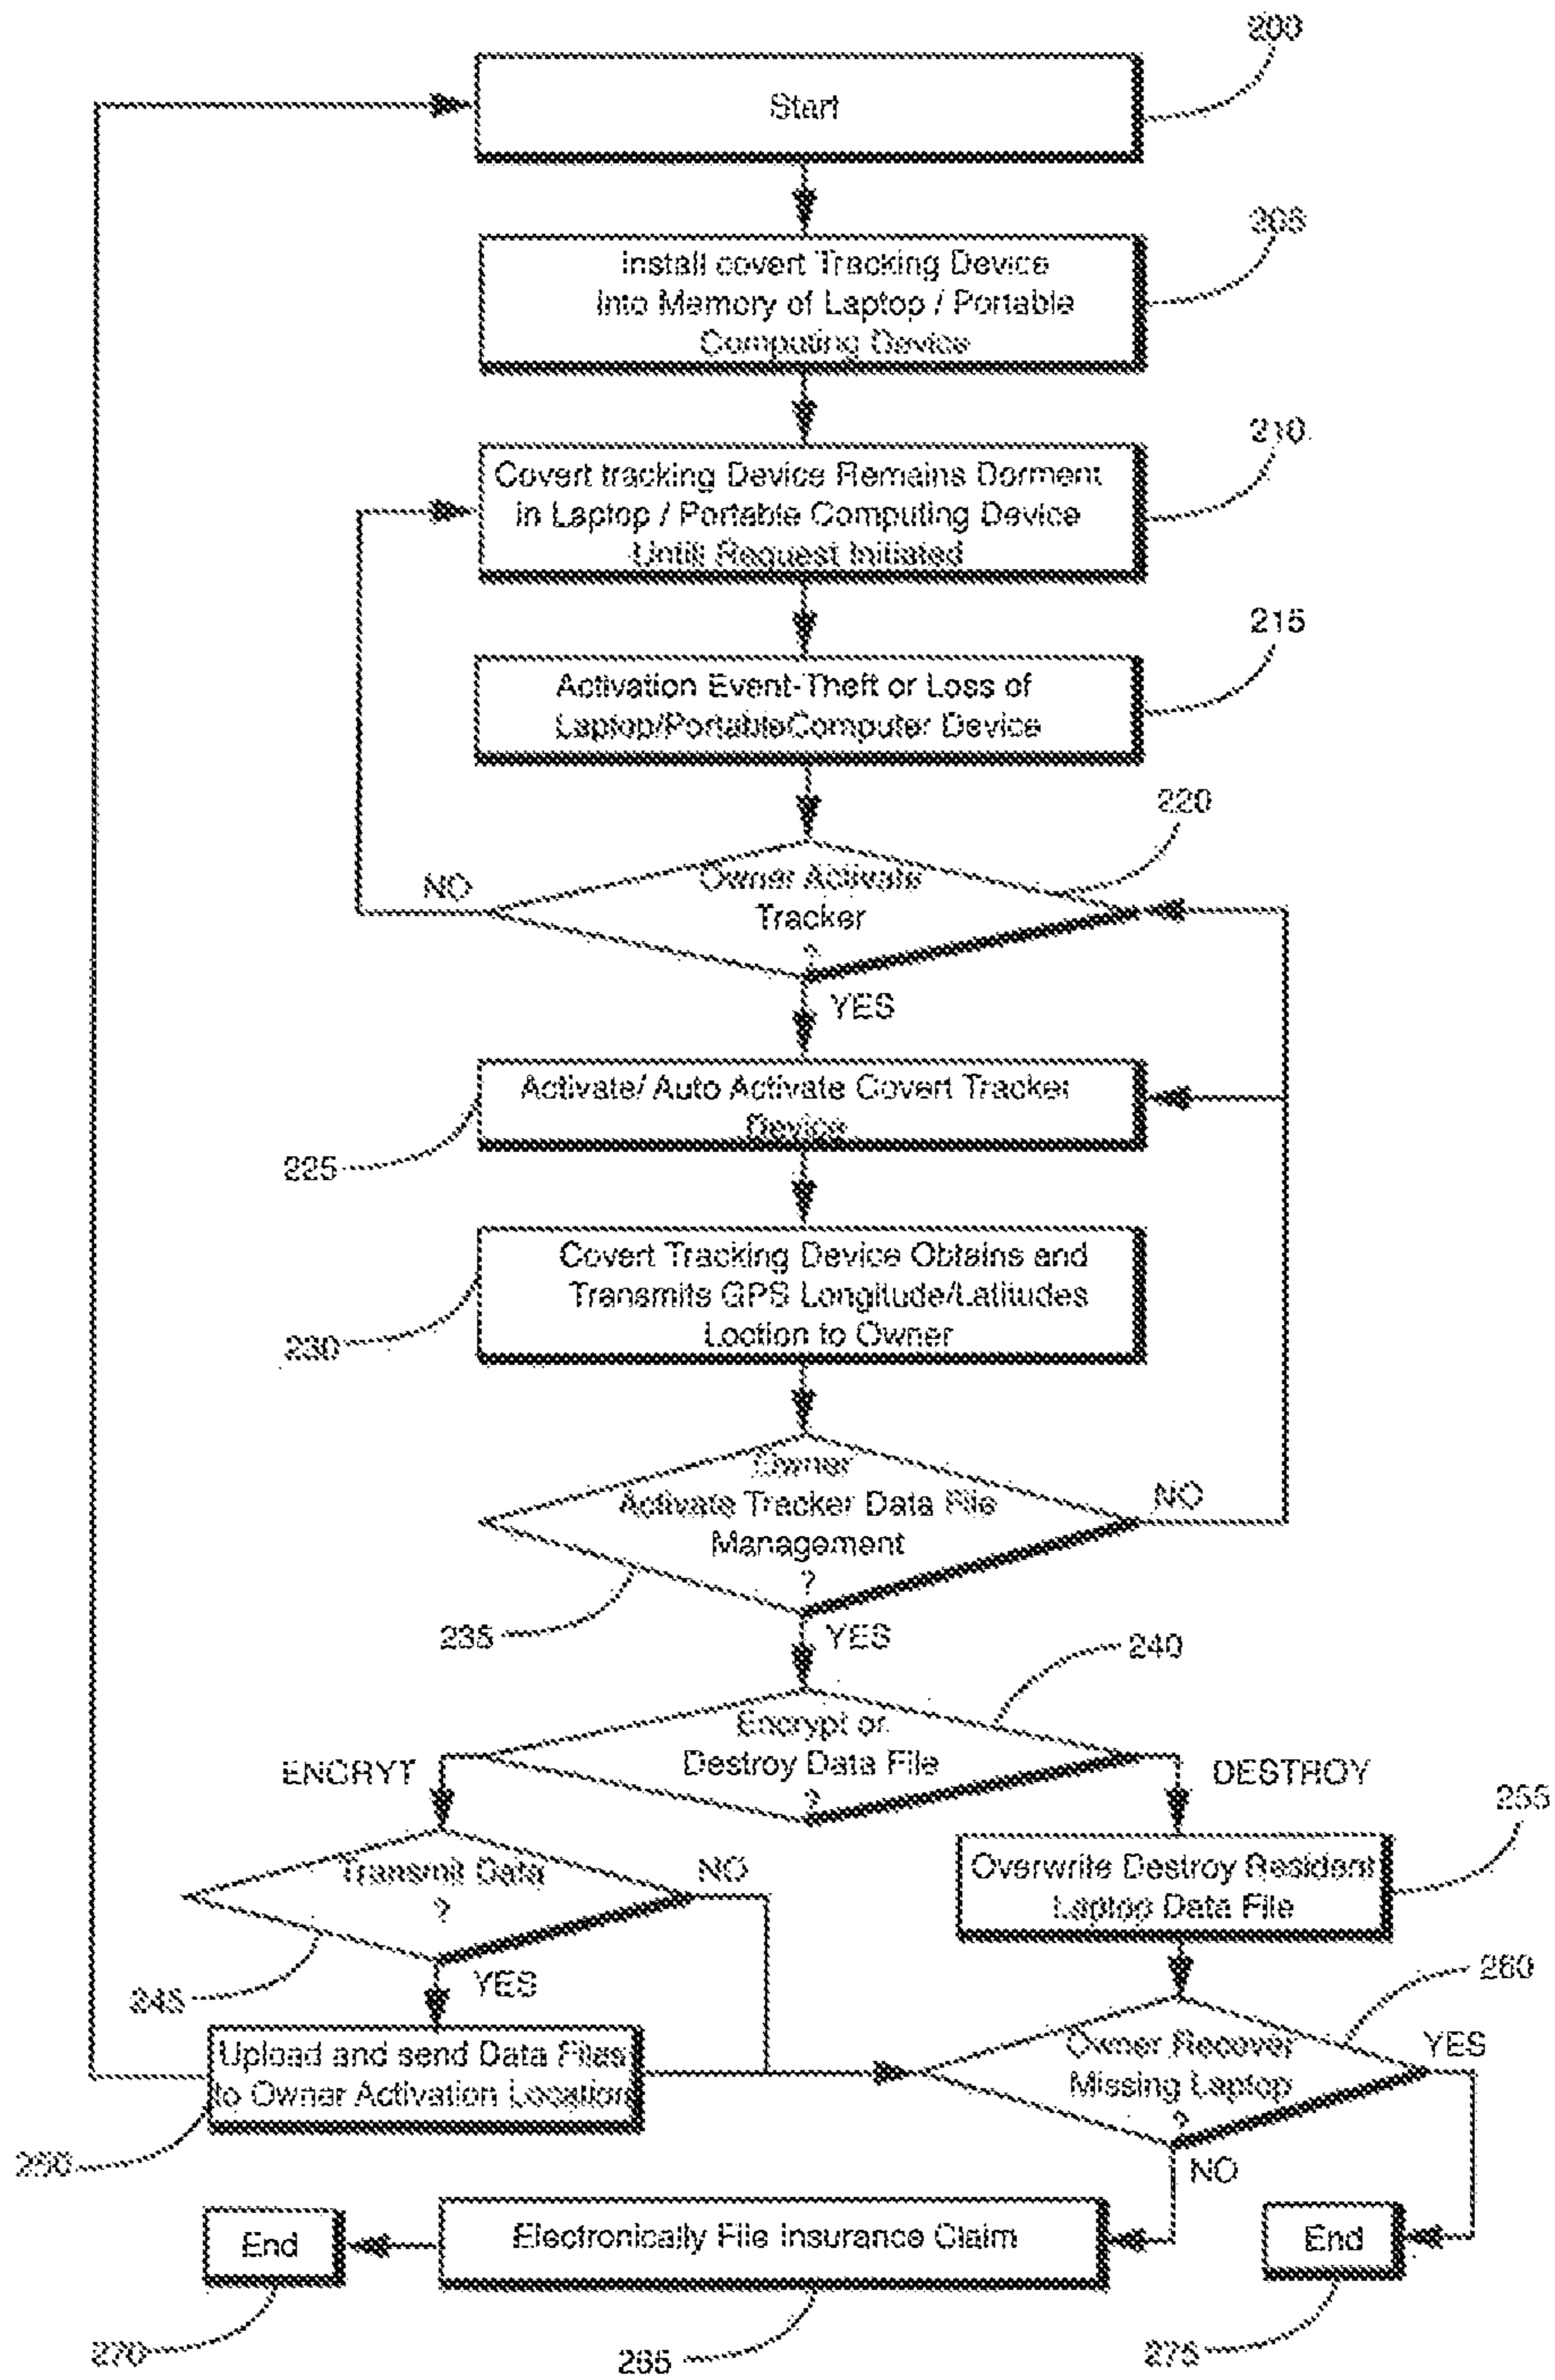 200
Start
205
Install covert Tracking Device
into Memory of Laptop / Portable
Computing Device
210
Covert tracking Device Remains Dorment
in Laptop / Portable Computing Device
Untill Request Initiated
215
Activation Event-Theft or Loss of
Laptop/PortableComputer Device
220
Owner Activate
Tracker
?
NO
YES
Activate/ Auto Activate Covert Tracker
Device
225
Covert Tracking Device Obtains and
Transmits GPS Longitude/Latitudes
Loction to Owner
230
Owner
Activate Tracker Data File
Management
?
NO
235
YES
240
Encrypt or
Destroy Data File
?
ENCRYT
DESTROY
255
Transmit Data
?
NO
Overwrite Destroy Resident
Laptop Data File
245
YES
260
Upload and send Data Files
to Owner Activation Location
Owner Recover
Missing Laptop
?
YES
250
NO
End
Electronically File Insurance Claim
End
270
265
275